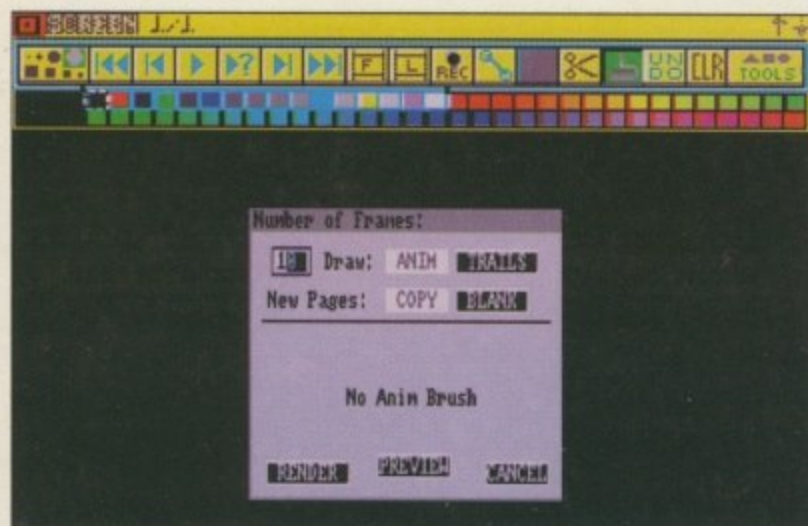 SCREEN 1/1
F L REC UNDO CLR TOOLS
Number of Frames:
10 Draw: ANIM TRAILS
New Pages: COPY BLANK
No Anim Brush
RENDER PREVIEW CANCEL